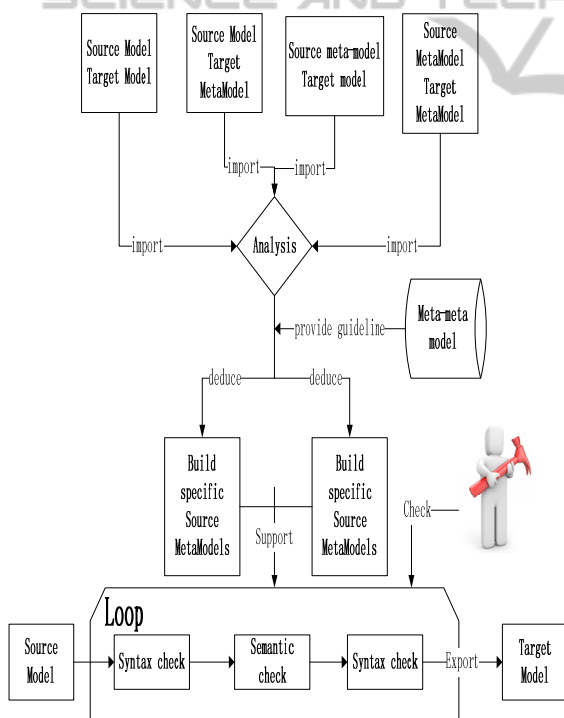 SCIENCE AND TECH
Source Model
Target Model
Source Model
Target
MetaModel
Source meta-model
Target model
Source
MetaModel
Target
MetaModel
import
import
import
import
Analysis
provide guideline
Meta-meta
model
deduce
deduce
Build
specific
Source
MetaModels
Build
specific
Source
MetaModels
Support
Check
Loop
Source
Model
Syntax check
Semantic
check
Syntax check
Export
Target
Model